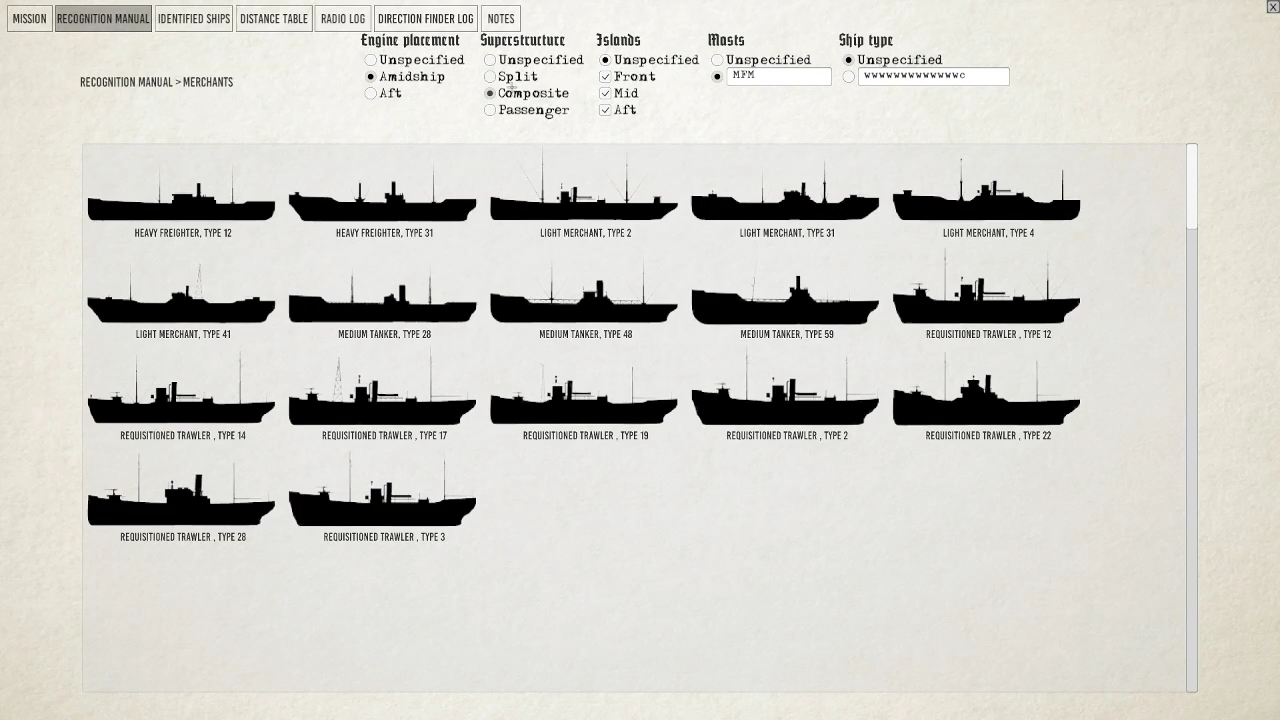 MISSION RECOGNITION MANUAL IDENTIFIED SHIPS DISTANCE TABLE RADIO LOG DIRECTION FINDER LOG NOTES X
Engine placement Superstructure Islands Masts Ship type
Unspecified Unspecified Unspecified Unspecified Unspecified
Amidship Split Front MFM wwwwwwwwwwwwwwc
RECOGNITION MANUAL > MERCHANTS
Aft Composite Mid
Passenger Aft
HEAVY FREIGHTER, TYPE 12 HEAVY FREIGHTER, TYPE 31 LIGHT MERCHANT, TYPE 2 LIGHT MERCHANT, TYPE 31 LIGHT MERCHANT, TYPE 4
LIGHT MERCHANT, TYPE 41 MEDIUM TANKER, TYPE 28 MEDIUM TANKER, TYPE 48 MEDIUM TANKER, TYPE 59 REQUISITIONED TRAWLER , TYPE 12
REQUISITIONED TRAWLER , TYPE 14 REQUISITIONED TRAWLER , TYPE 17 REQUISITIONED TRAWLER , TYPE 19 REQUISITIONED TRAWLER , TYPE 2 REQUISITIONED TRAWLER , TYPE 22
REQUISITIONED TRAWLER , TYPE 28 REQUISITIONED TRAWLER , TYPE 3